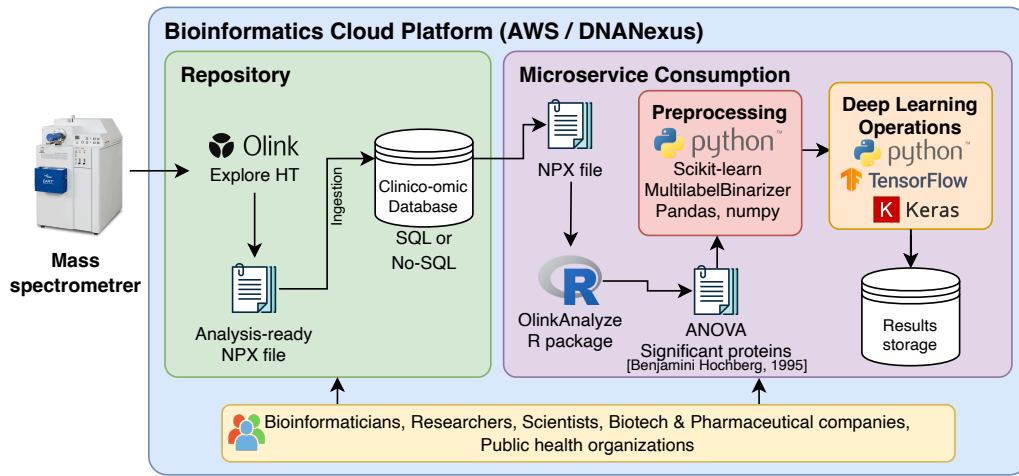 Bioinformatics Cloud Platform (AWS / DNANexus)
Repository
Olink
Explore HT
Analysis-ready
NPX file
Ingestion
Clinico-omic
Database
SQL or
No-SQL
Mass
spectrometrer
Microservice Consumption
NPX file
OlinkAnalyze
R package
ANOVA
Significant proteins
[Benjamini Hochberg, 1995]
Preprocessing
python™
Scikit-learn
MultilabelBinarizer
Pandas, numpy
Deep Learning
Operations
python™
TensorFlow
K Keras
Results
storage
Bioinformaticians, Researchers, Scientists, Biotech & Pharmaceutical companies,
Public health organizations